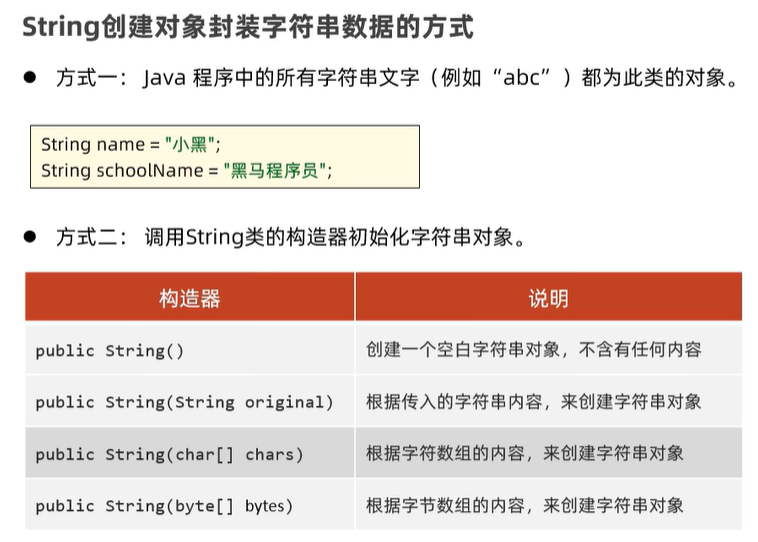 String创建对象封装字符串数据的方式
● 方式一： Java 程序中的所有字符串文字（例如“abc”）都为此类的对象。
String name = "小黑";
String schoolName = "黑马程序员";
● 方式二： 调用String类的构造器初始化字符串对象。
构造器 说明
public String() 创建一个空白字符串对象，不含有任何内容
public String(String original) 根据传入的字符串内容，来创建字符串对象
public String(char[] chars) 根据字符数组的内容，来创建字符串对象
public String(byte[] bytes) 根据字节数组的内容，来创建字符串对象